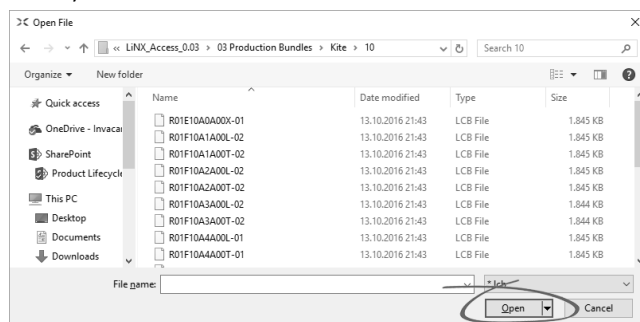 Open File
« LiNX_Access_0.03 > 03 Production Bundles > Kite > 10
Search 10
Organize
New folder
Quick access
OneDrive - Invacar
SharePoint
Product Lifecycle
This PC
Desktop
Documents
Downloads
Name Date modified Type Size
R01E10A0A00X-01 13.10.2016 21:43 LCB File 1.845 KB
R01F10A1A00L-02 13.10.2016 21:43 LCB File 1.845 KB
R01F10A1A00T-02 13.10.2016 21:43 LCB File 1.845 KB
R01F10A2A00L-02 13.10.2016 21:43 LCB File 1.845 KB
R01F10A2A00T-02 13.10.2016 21:43 LCB File 1.845 KB
R01F10A3A00L-02 13.10.2016 21:43 LCB File 1.844 KB
R01F10A3A00T-02 13.10.2016 21:43 LCB File 1.844 KB
R01F10A4A00L-01 13.10.2016 21:43 LCB File 1.845 KB
R01F10A4A00T-01 13.10.2016 21:43 LCB File 1.845 KB
File name:
*.lcb
Open
Cancel